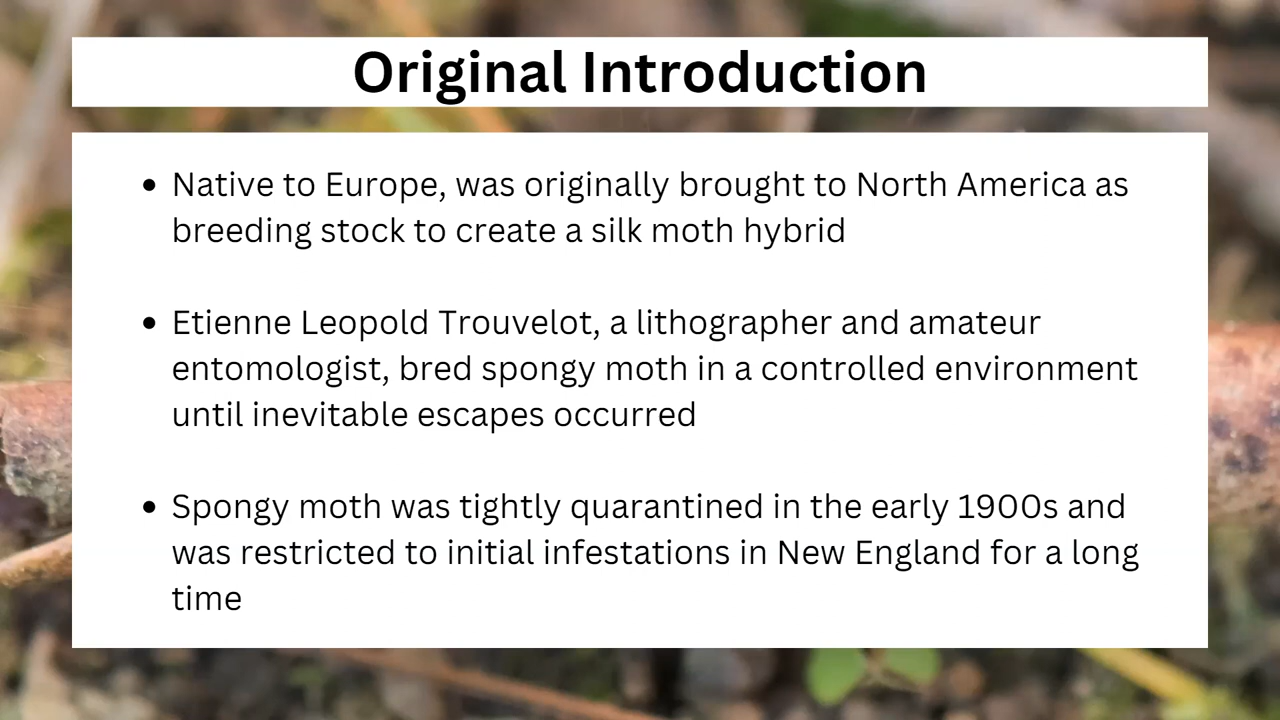 Original Introduction
• Native to Europe, was originally brought to North America as
breeding stock to create a silk moth hybrid
• Etienne Leopold Trouvelot, a lithographer and amateur
entomologist, bred spongy moth in a controlled environment
until inevitable escapes occurred
• Spongy moth was tightly quarantined in the early 1900s and
was restricted to initial infestations in New England for a long
time